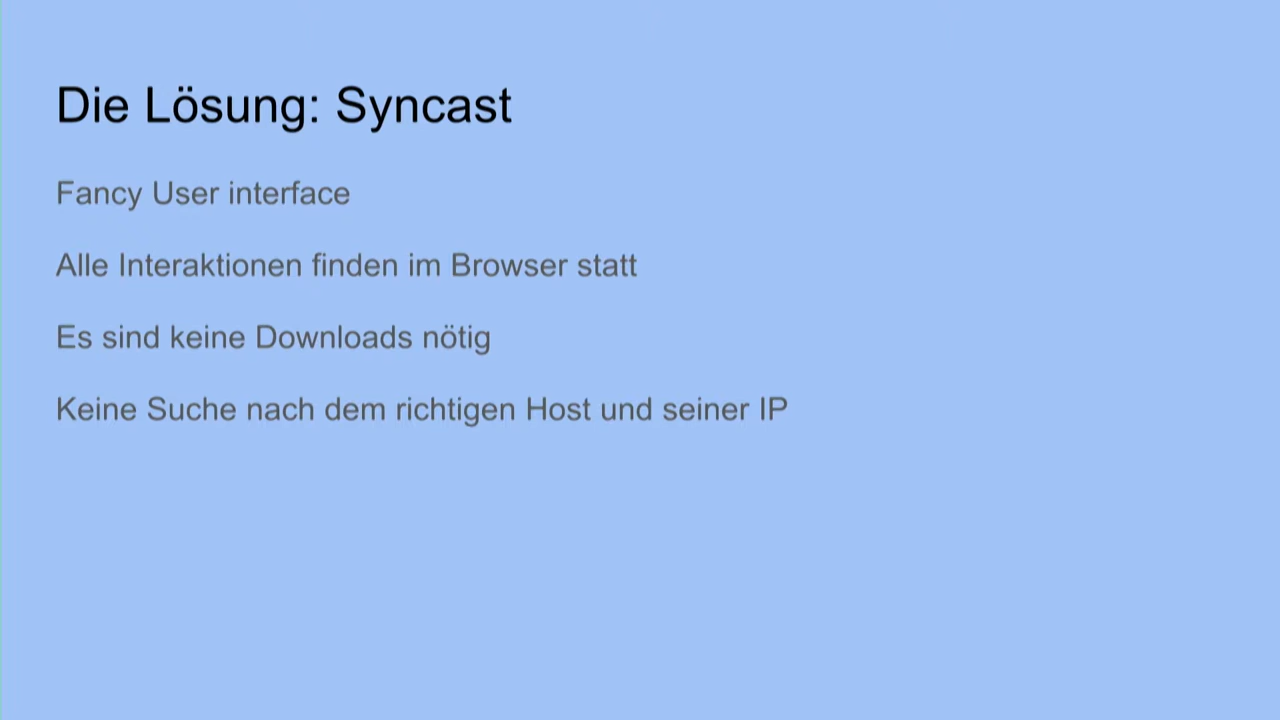 Die Lösung: Syncast
Fancy User interface
Alle Interaktionen finden im Browser statt
Es sind keine Downloads nötig
Keine Suche nach dem richtigen Host und seiner IP